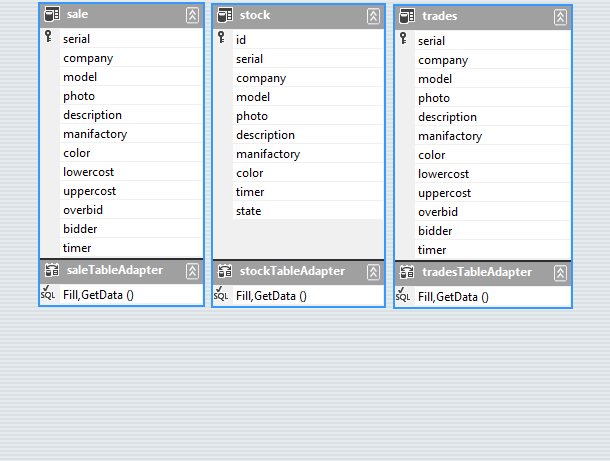 sale
serial
company
model
photo
description
manifactory
color
lowercost
uppercost
overbid
bidder
timer
saleTableAdapter
SQL Fill,GetData ()
stock
id
serial
company
model
photo
description
manifactory
color
timer
state
stockTableAdapter
SQL Fill,GetData ()
trades
serial
company
model
photo
description
manifactory
color
lowercost
uppercost
overbid
bidder
timer
tradesTableAdapter
SQL Fill,GetData ()